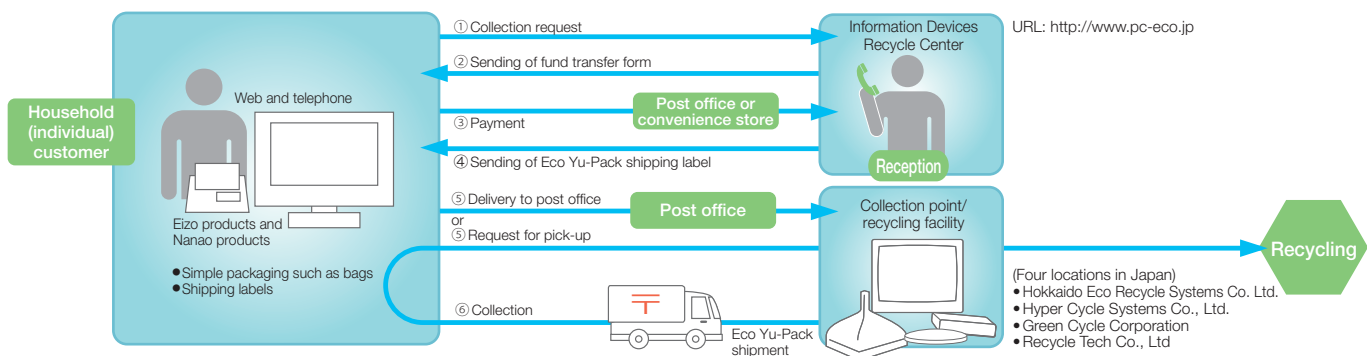 Household
(individual)
customer
Web and telephone
Eizo products and
Nanao products
●Simple packaging such as bags
●Shipping labels
①Collection request
②Sending of fund transfer form
Post office or
convenience store
③Payment
④Sending of Eco Yu-Pack shipping label
⑤Delivery to post office
or
⑤Request for pick-up
Post office
⑥Collection
Eco Yu-Pack
shipment
Information Devices
Recycle Center
Reception
URL: http://www.pc-eco.jp
Collection point/
recycling facility
Recycling
(Four locations in Japan)
●Hokkaido Eco Recycle Systems Co. Ltd.
●Hyper Cycle Systems Co., Ltd.
●Green Cycle Corporation
●Recycle Tech Co., Ltd